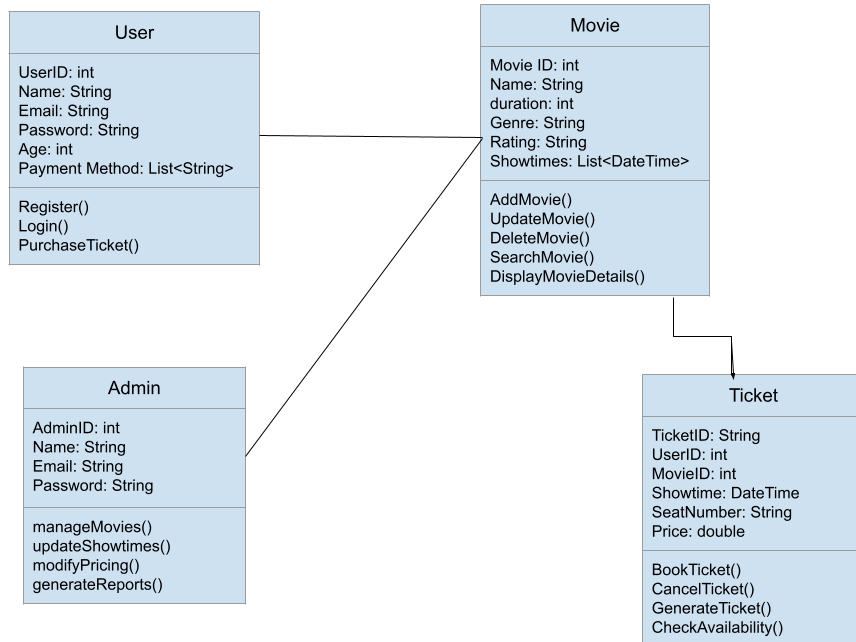 User
UserID: int
Name: String
Email: String
Password: String
Age: int
Payment Method: List<String>
Register()
Login()
PurchaseTicket()
Movie
Movie ID: int
Name: String
duration: int
Genre: String
Rating: String
Showtimes: List<DateTime>
AddMovie()
UpdateMovie()
DeleteMovie()
SearchMovie()
DisplayMovieDetails()
Admin
AdminID: int
Name: String
Email: String
Password: String
manageMovies()
updateShowtimes()
modifyPricing()
generateReports()
Ticket
TicketID: String
UserID: int
MovieID: int
Showtime: DateTime
SeatNumber: String
Price: double
BookTicket()
CancelTicket()
GenerateTicket()
CheckAvailability()